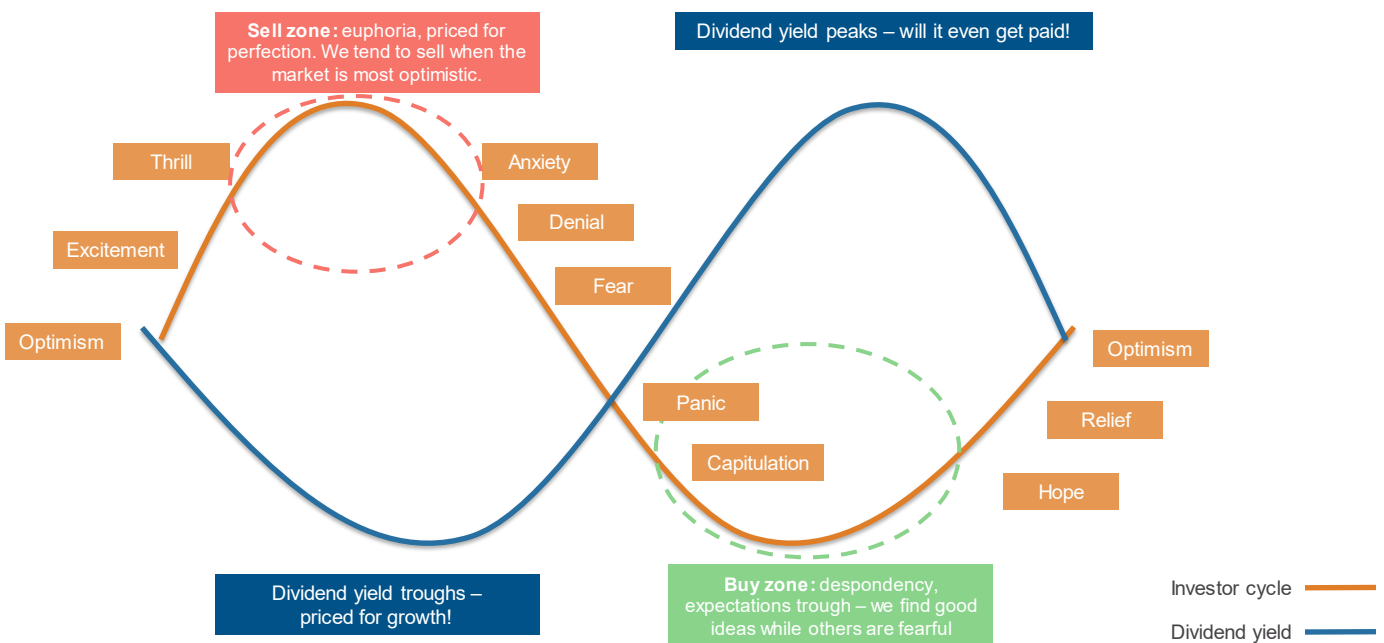 Sell zone: euphoria, priced for
perfection. We tend to sell when the
market is most optimistic.
Dividend yield peaks – will it even get paid!
Thrill
Anxiety
Denial
Excitement
Fear
Optimism
Optimism
Panic
Relief
Capitulation
Hope
Dividend yield troughs –
priced for growth!
Buy zone: despondency,
expectations trough – we find good
ideas while others are fearful
Investor cycle
Dividend yield